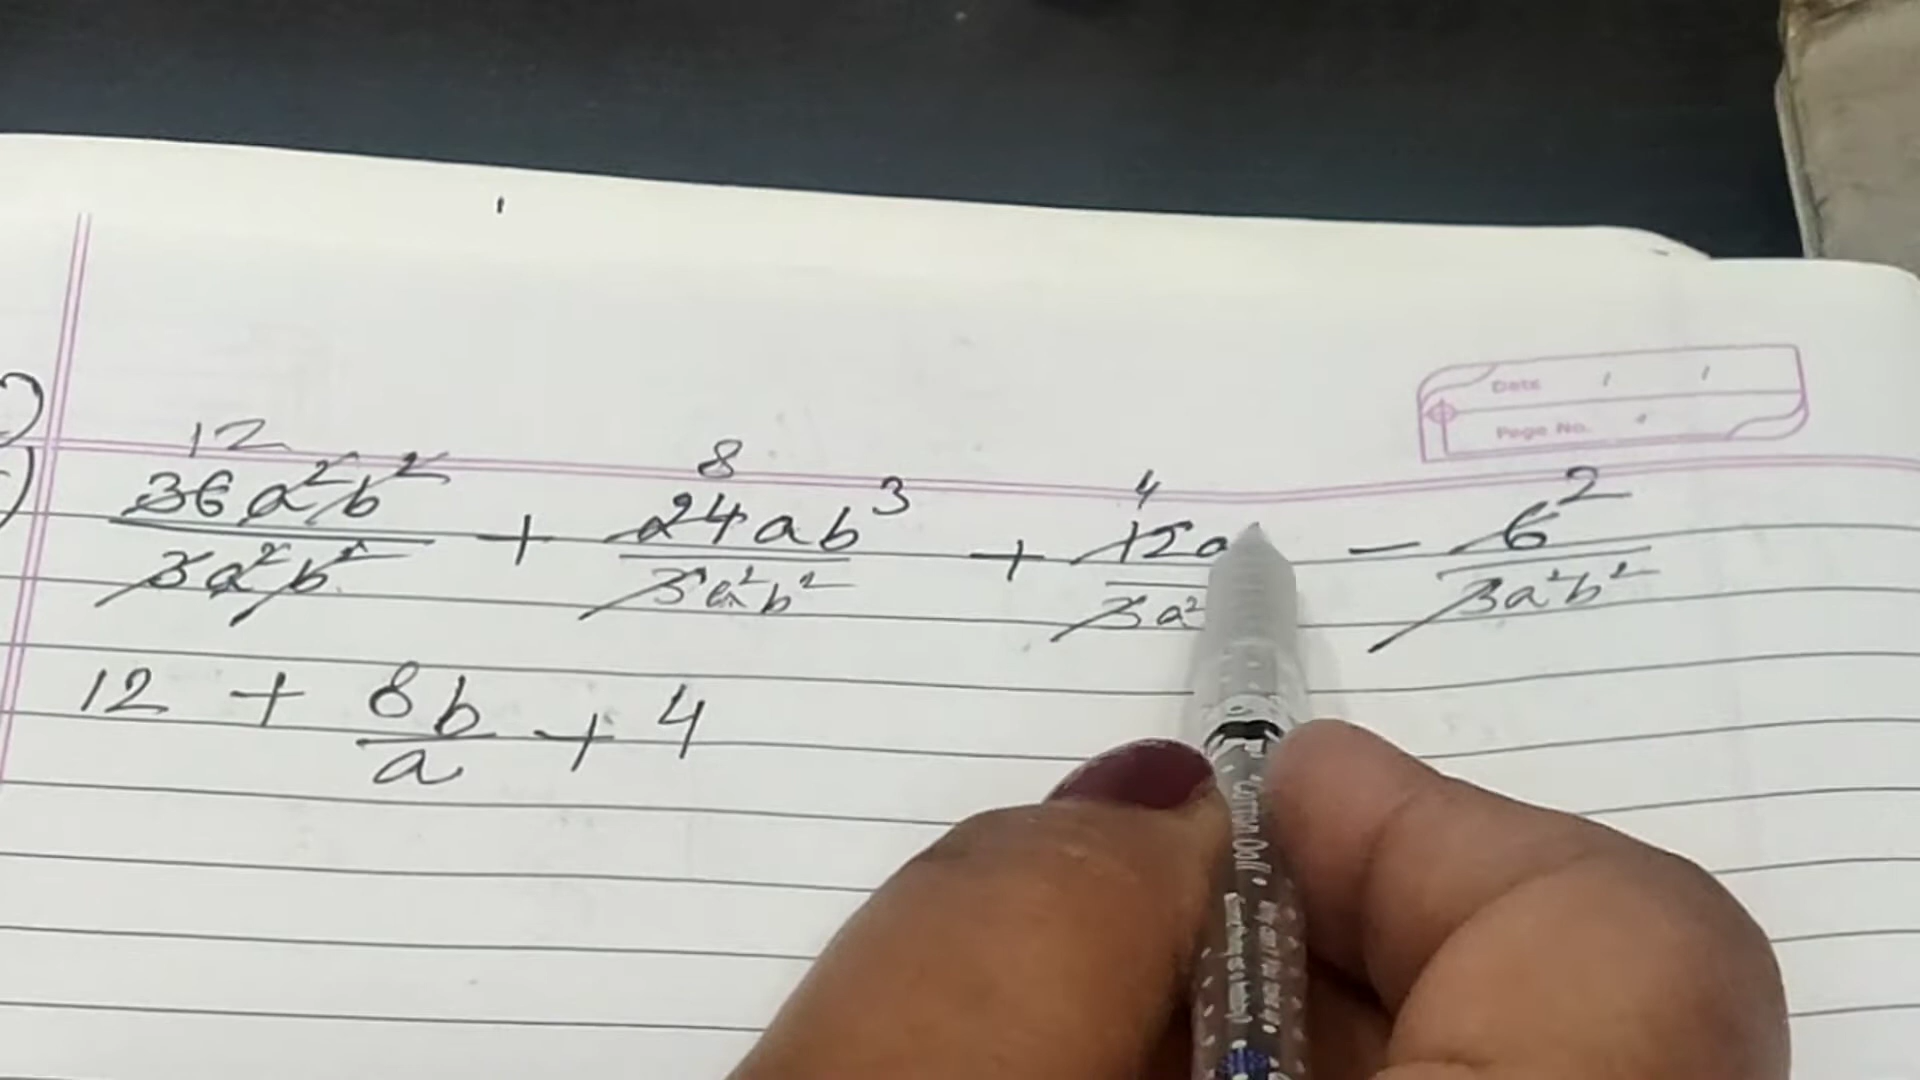 Date / /
Page No.
12 8 4 2
36a²b²/3a²b² + 24ab³/3a²b² + 12a/3a² - 6/3a²b²
12 + 8b/a + 4